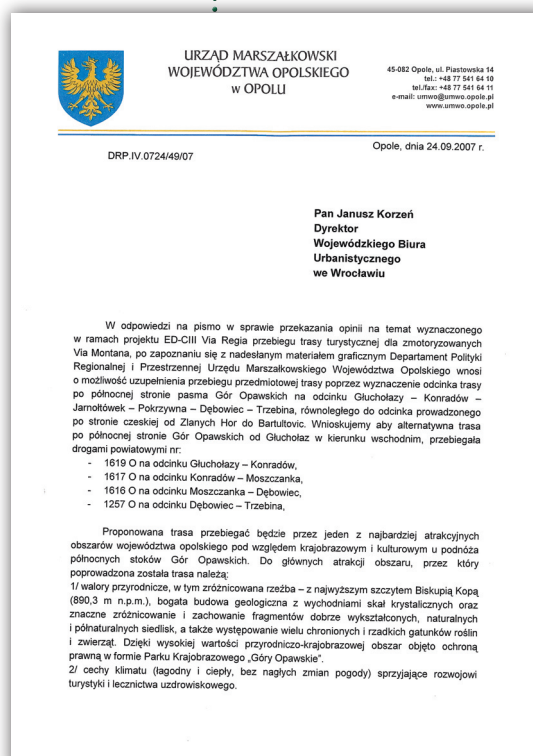 URZĄD MARSZAŁKOWSKI
WOJEWÓDZTWA OPOLSKIEGO
w OPOLU
45-082 Opole, ul. Piastowska 14
tel.: +48 77 541 64 10
tel./fax: +48 77 541 64 11
e-mail: umwo@umwo.opole.pl
www.umwo.opole.pl
DRP.IV.0724/49/07
Opole, dnia 24.09.2007 r.
Pan Janusz Korzeń
Dyrektor
Wojewódzkiego Biura
Urbanistycznego
we Wrocławiu
W odpowiedzi na pismo w sprawie przekazania opinii na temat wyznaczonego
w ramach projektu ED-CIII Via Regia przebiegu trasy turystycznej dla zmotoryzowanych
Via Montana, po zapoznaniu się z nadesłanym materiałem graficznym Departament Polityki
Regionalnej i Przestrzennej Urzędu Marszałkowskiego Województwa Opolskiego wnosi
o możliwość uzupełnienia przebiegu przedmiotowej trasy poprzez wyznaczenie odcinka trasy
po północnej stronie pasma Gór Opawskich na odcinku Głuchołazy – Konradów –
Jarnołtówek – Pokrzywna – Dębowiec – Trzebina, równoległego do odcinka prowadzonego
po stronie czeskiej od Zlanych Hor do Bartultovic. Wnioskujemy aby alternatywna trasa
po północnej stronie Gór Opawskich od Głuchołaz w kierunku wschodnim, przebiegała
drogami powiatowymi nr:
- 1619 O na odcinku Głuchołazy – Konradów,
- 1617 O na odcinku Konradów – Moszczanka,
- 1616 O na odcinku Moszczanka – Dębowiec,
- 1257 O na odcinku Dębowiec – Trzebina,
Proponowana trasa przebiegać będzie przez jeden z najbardziej atrakcyjnych
obszarów województwa opolskiego pod względem krajobrazowym i kulturowym u podnóża
północnych stoków Gór Opawskich. Do głównych atrakcji obszaru, przez który
poprowadzona została trasa należą:
1/ walory przyrodnicze, w tym zróżnicowana rzeźba – z najwyższym szczytem Biskupią Kopą
(890,3 m n.p.m.), bogata budowa geologiczna z wychodniami skał krystalicznych oraz
znaczne zróżnicowanie i zachowanie fragmentów dobrze wykształconych, naturalnych
i półnaturalnych siedlisk, a także występowanie wielu chronionych i rzadkich gatunków roślin
i zwierząt. Dzięki wysokiej wartości przyrodniczo-krajobrazowej obszar objęto ochroną
prawną w formie Parku Krajobrazowego „Góry Opawskie”.
2/ cechy klimatu (łagodny i ciepły, bez nagłych zmian pogody) sprzyjające rozwojowi
turystyki i lecznictwa uzdrowiskowego.